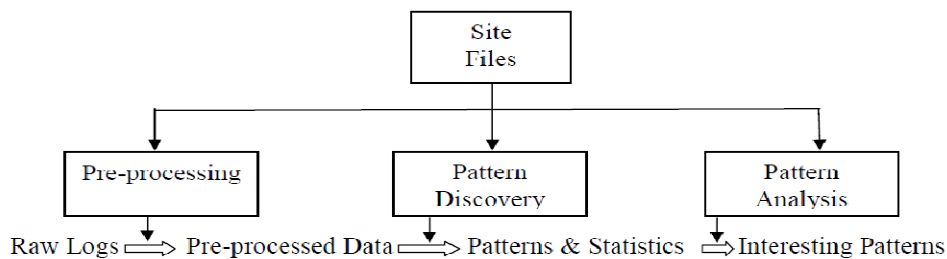 Site
Files
Pre-processing
Pattern
Discovery
Pattern
Analysis
Raw Logs Pre-processed Data Patterns & Statistics Interesting Patterns